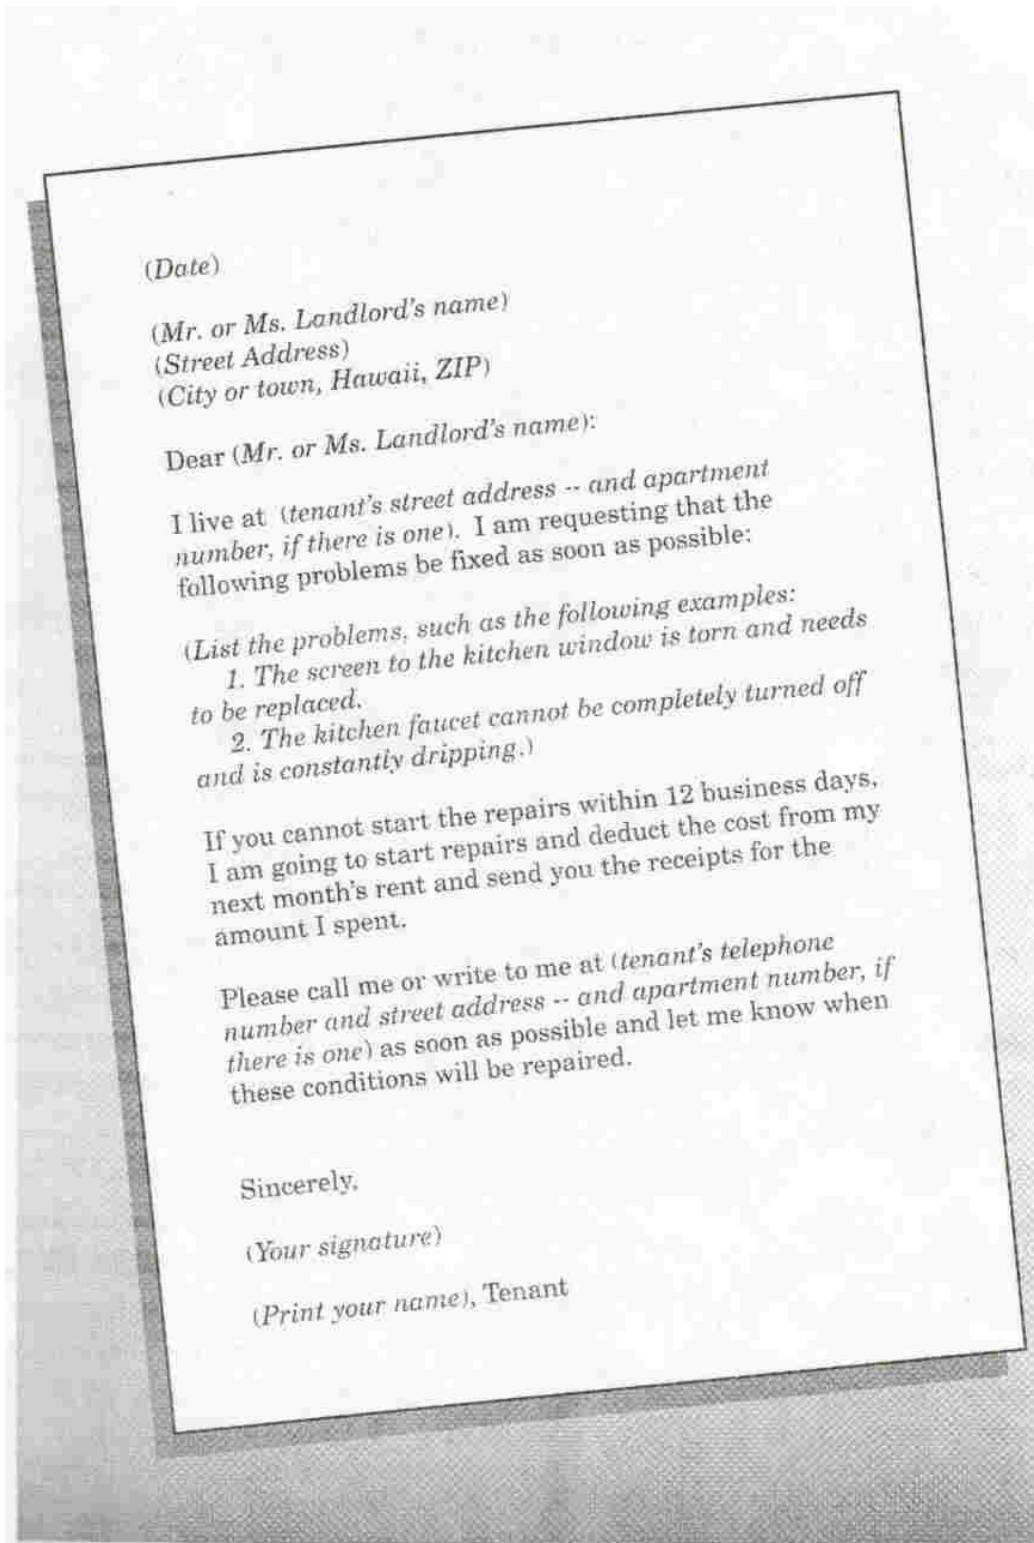 (Date)
(Mr. or Ms. Landlord's name)
(Street Address)
(City or town, Hawaii, ZIP)
Dear (Mr. or Ms. Landlord's name):
I live at (tenant's street address -- and apartment
number, if there is one). I am requesting that the
following problems be fixed as soon as possible:
(List the problems, such as the following examples:
1. The screen to the kitchen window is torn and needs
to be replaced.
2. The kitchen faucet cannot be completely turned off
and is constantly dripping.)
If you cannot start the repairs within 12 business days,
I am going to start repairs and deduct the cost from my
next month's rent and send you the receipts for the
amount I spent.
Please call me or write to me at (tenant's telephone
number and street address -- and apartment number, if
there is one) as soon as possible and let me know when
these conditions will be repaired.
Sincerely,
(Your signature)
(Print your name), Tenant